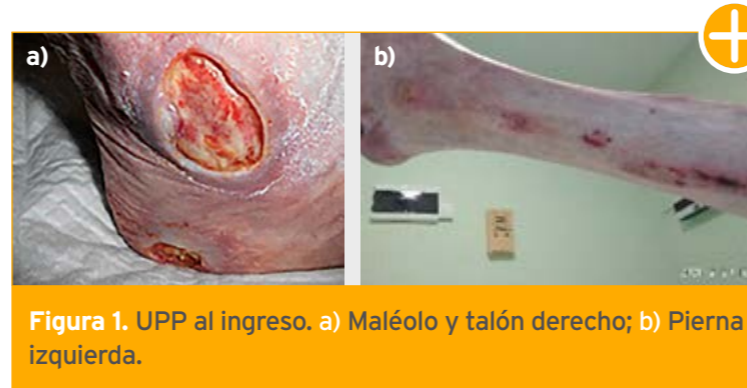 a)
b)
Figura 1. UPP al ingreso. a) Maléolo y talón derecho; b) Pierna
izquierda.